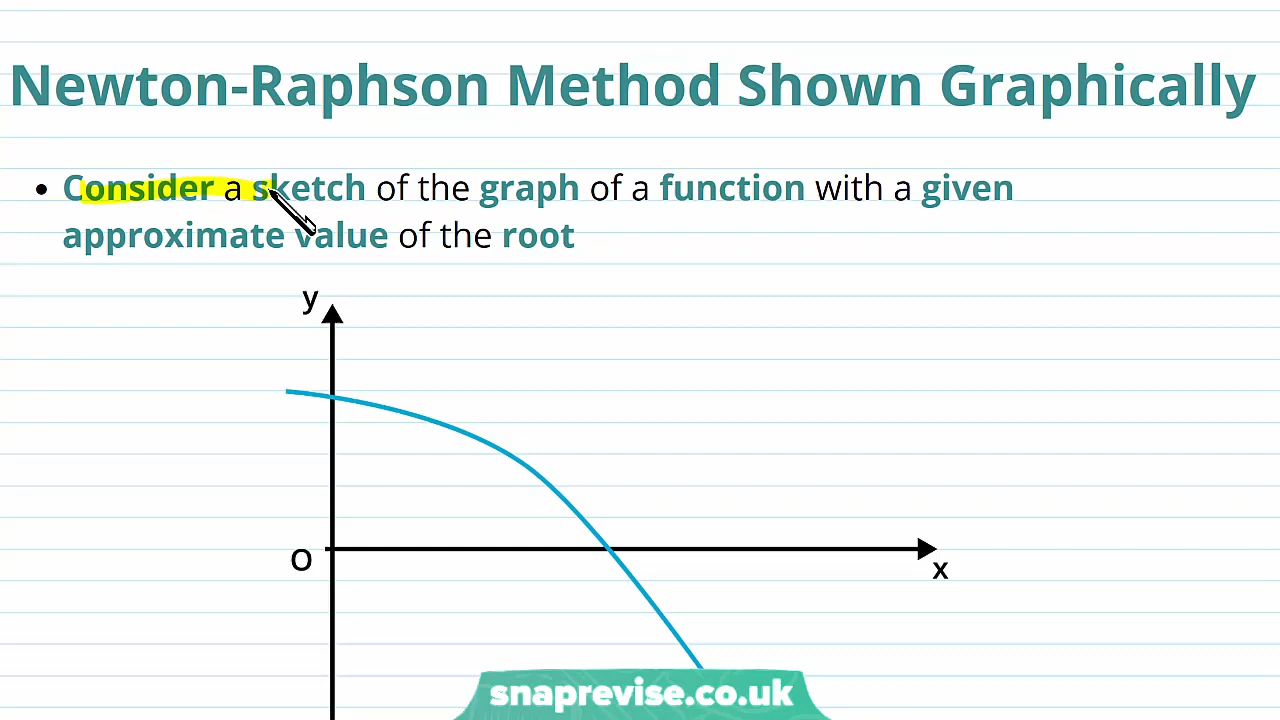 Newton-Raphson Method Shown Graphically
• Consider a sketch of the graph of a function with a given
approximate value of the root
y
O
x
snaprevise.co.uk